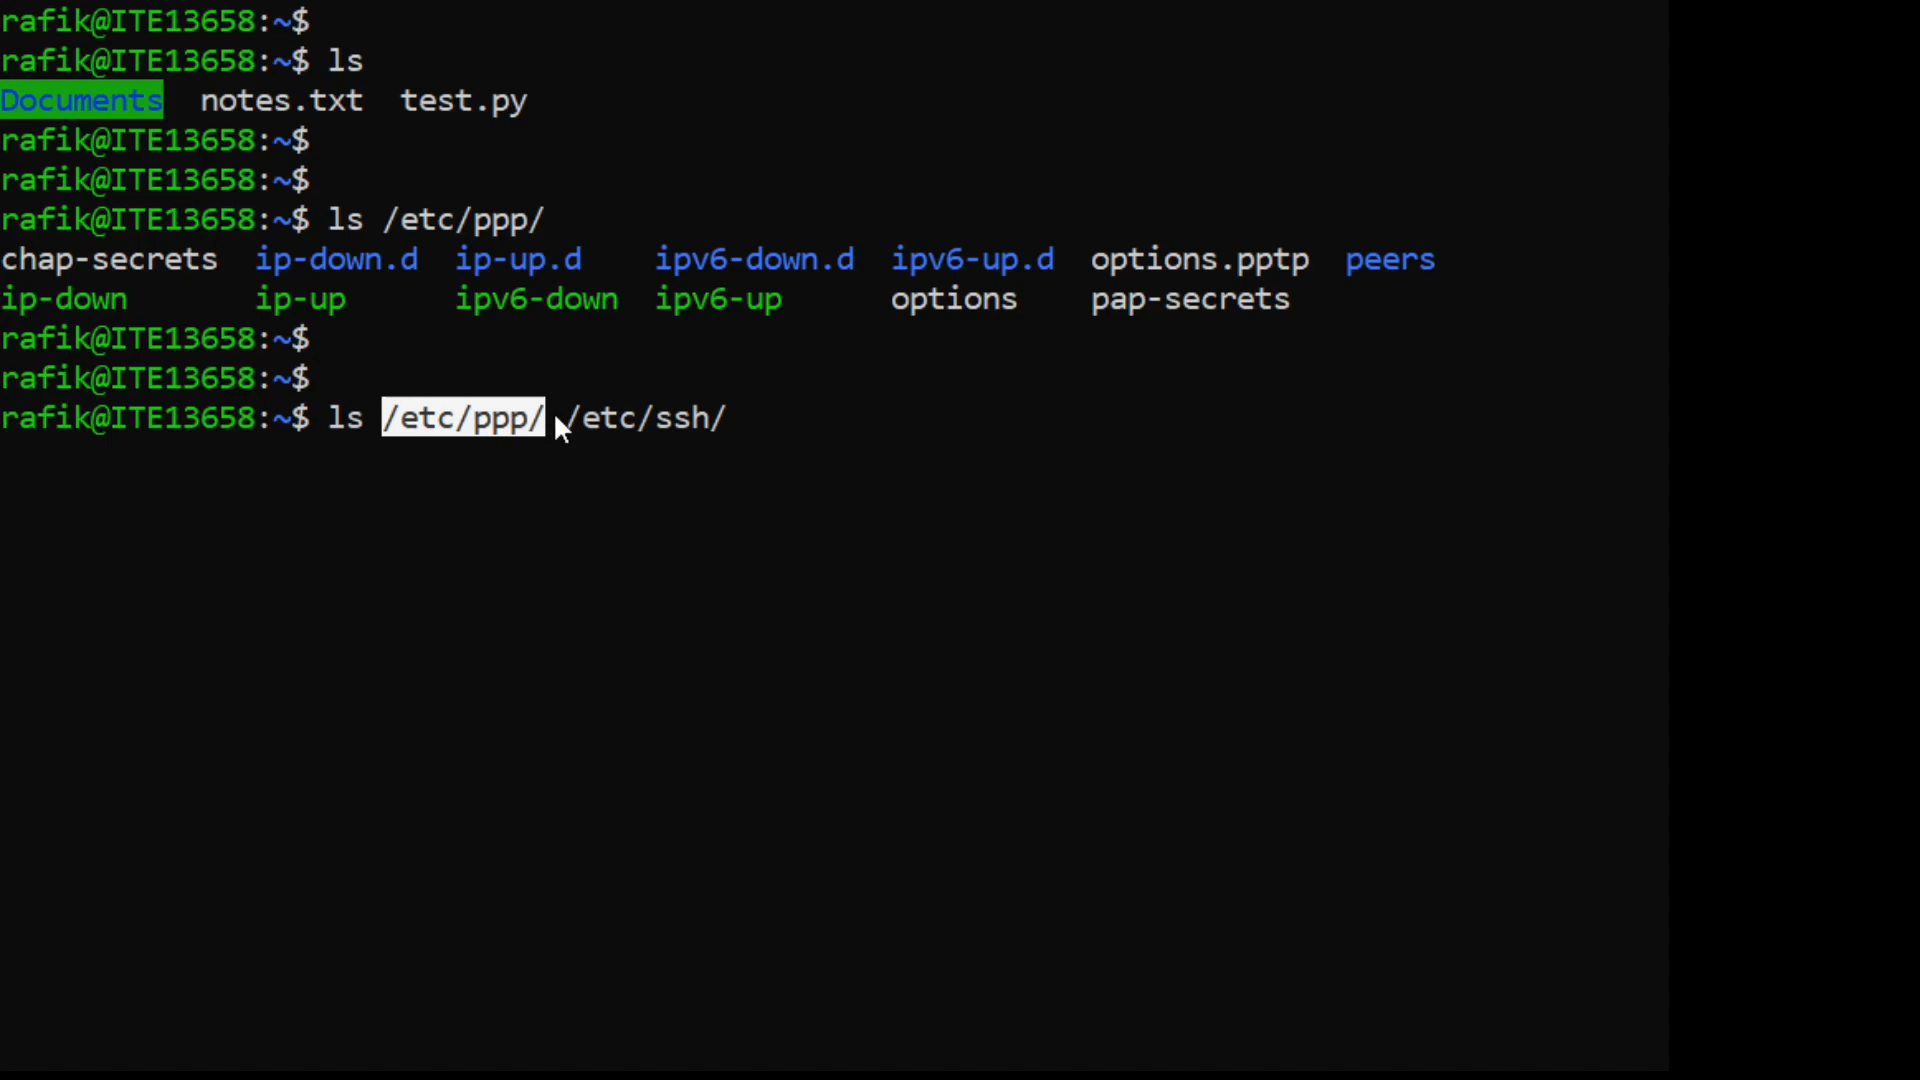 rafik@ITE13658:~$
rafik@ITE13658:~$ ls
Documents  notes.txt  test.py
rafik@ITE13658:~$
rafik@ITE13658:~$
rafik@ITE13658:~$ ls /etc/ppp/
chap-secrets  ip-down.d  ip-up.d    ipv6-down.d  ipv6-up.d  options.pptp  peers
ip-down       ip-up      ipv6-down  ipv6-up      options    pap-secrets
rafik@ITE13658:~$
rafik@ITE13658:~$
rafik@ITE13658:~$ ls /etc/ppp/ /etc/ssh/